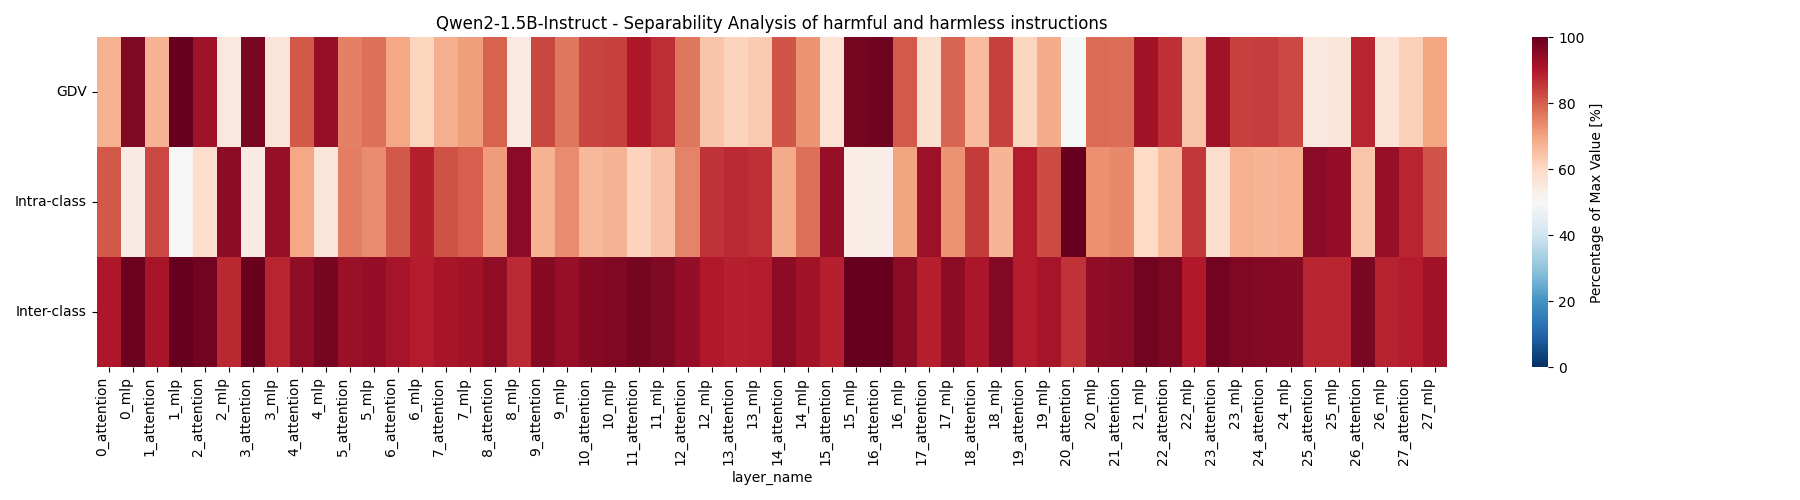 Qwen2-1.5B-Instruct - Separability Analysis of harmful and harmless instructions
GDV
Intra-class
Inter-class
0_attention
0_mlp
1_attention
1_mlp
2_attention
2_mlp
3_attention
3_mlp
4_attention
4_mlp
5_attention
5_mlp
6_attention
6_mlp
7_attention
7_mlp
8_attention
8_mlp
9_attention
9_mlp
10_attention
10_mlp
11_attention
11_mlp
12_attention
12_mlp
13_attention
13_mlp
14_attention
14_mlp
15_attention
15_mlp
16_attention
16_mlp
17_attention
17_mlp
18_attention
18_mlp
19_attention
19_mlp
20_attention
20_mlp
21_attention
21_mlp
22_attention
22_mlp
23_attention
23_mlp
24_attention
24_mlp
25_attention
25_mlp
26_attention
26_mlp
27_attention
27_mlp
layer_name
100
80
60
40
20
0
Percentage of Max Value [%]